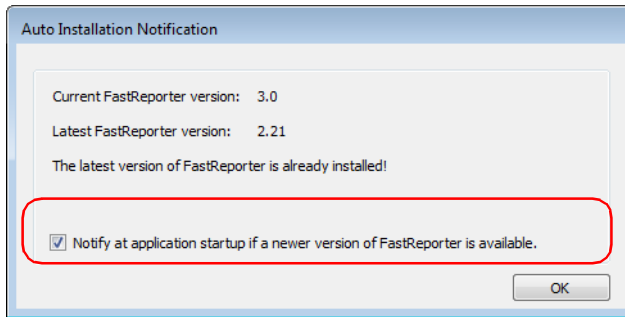 Auto Installation Notification
Current FastReporter version: 3.0
Latest FastReporter version: 2.21
The latest version of FastReporter is already installed!
Notify at application startup if a newer version of FastReporter is available.
OK